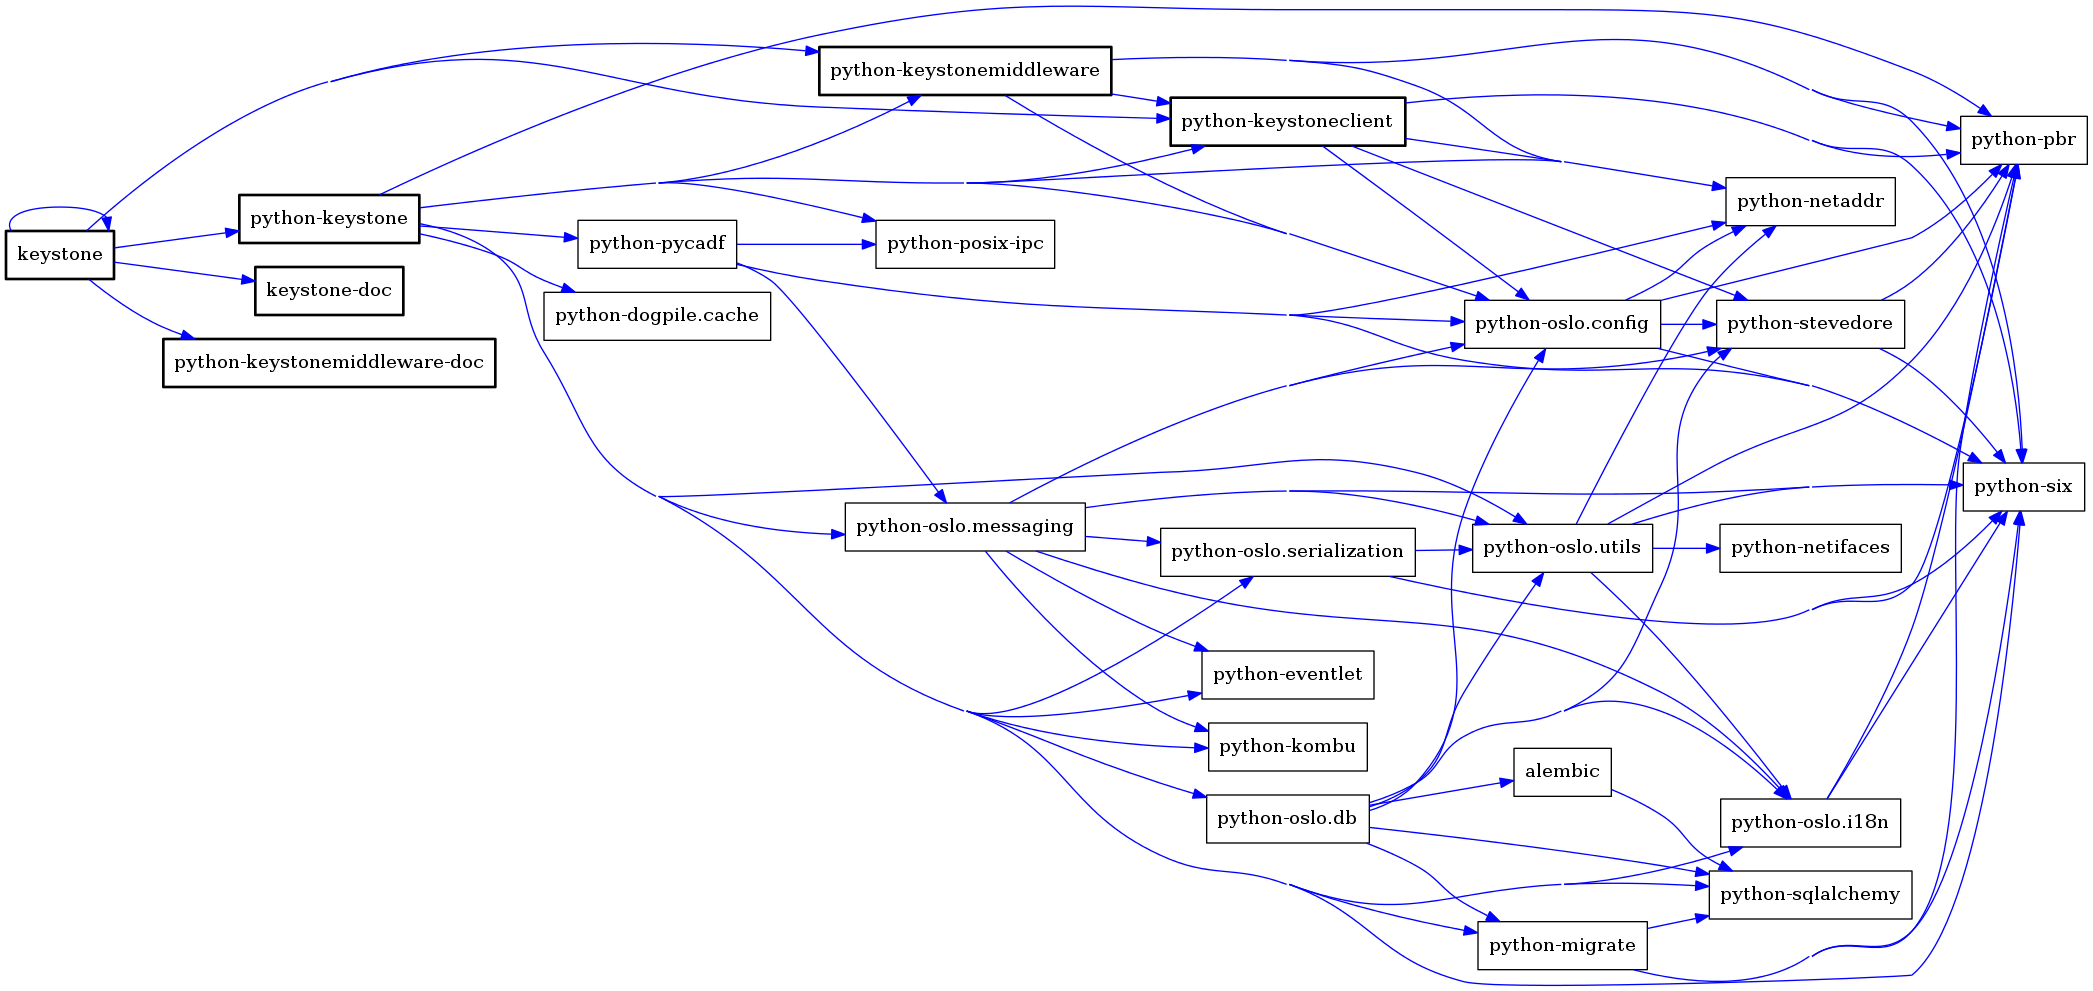 python-keystonemiddleware
python-keystoneclient
python-pbr
python-netaddr
python-keystone
python-pycadf
python-posix-ipc
keystone
keystone-doc
python-dogpile.cache
python-oslo.config
python-stevedore
python-keystonemiddleware-doc
python-six
python-oslo.messaging
python-oslo.serialization
python-oslo.utils
python-netifaces
python-eventlet
python-kombu
alembic
python-oslo.db
python-oslo.i18n
python-sqlalchemy
python-migrate